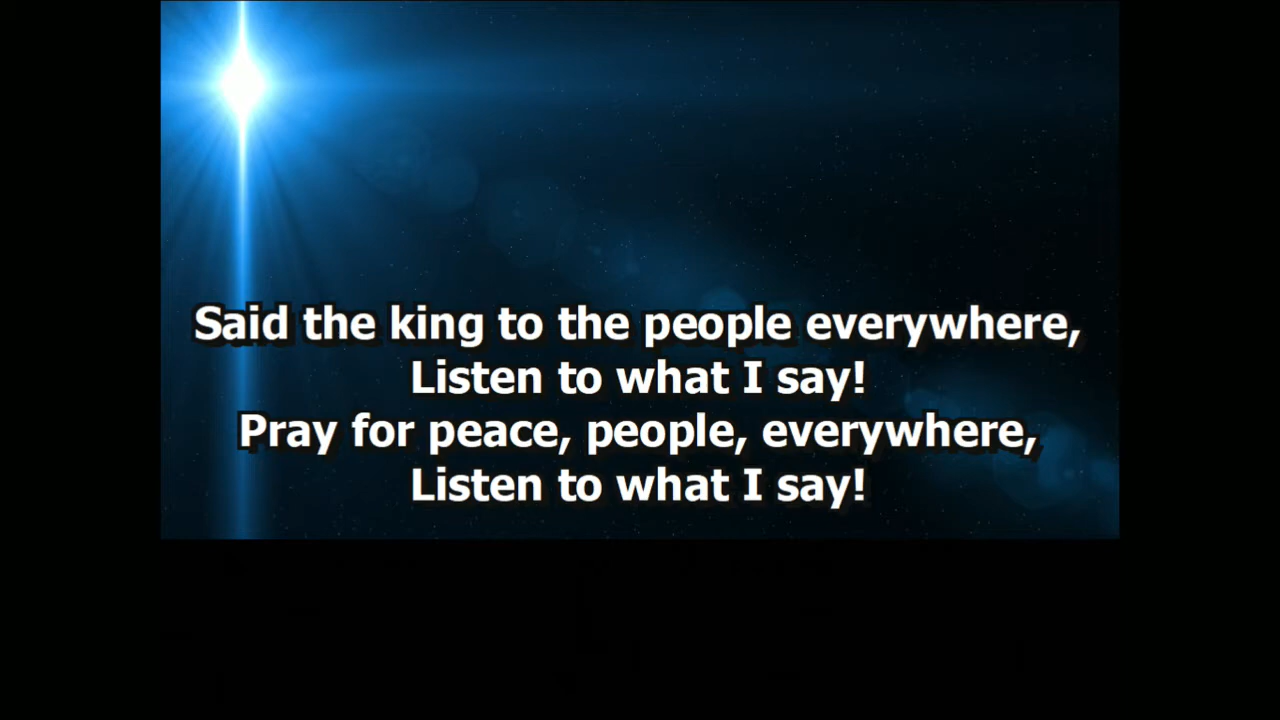 Said the king to the people everywhere,
Listen to what I say!
Pray for peace, people, everywhere,
Listen to what I say!